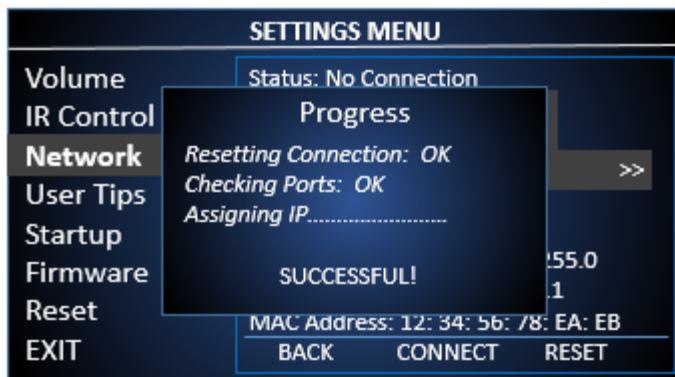 SETTINGS MENU
Volume
IR Control
Network
User Tips
Startup
Firmware
Reset
EXIT
Status: No Connection
Progress
Resetting Connection: OK
Checking Ports: OK
Assigning IP........................
SUCCESSFUL!
>>
255.0
.1
MAC Address: 12: 34: 56: 78: EA: EB
BACK CONNECT RESET